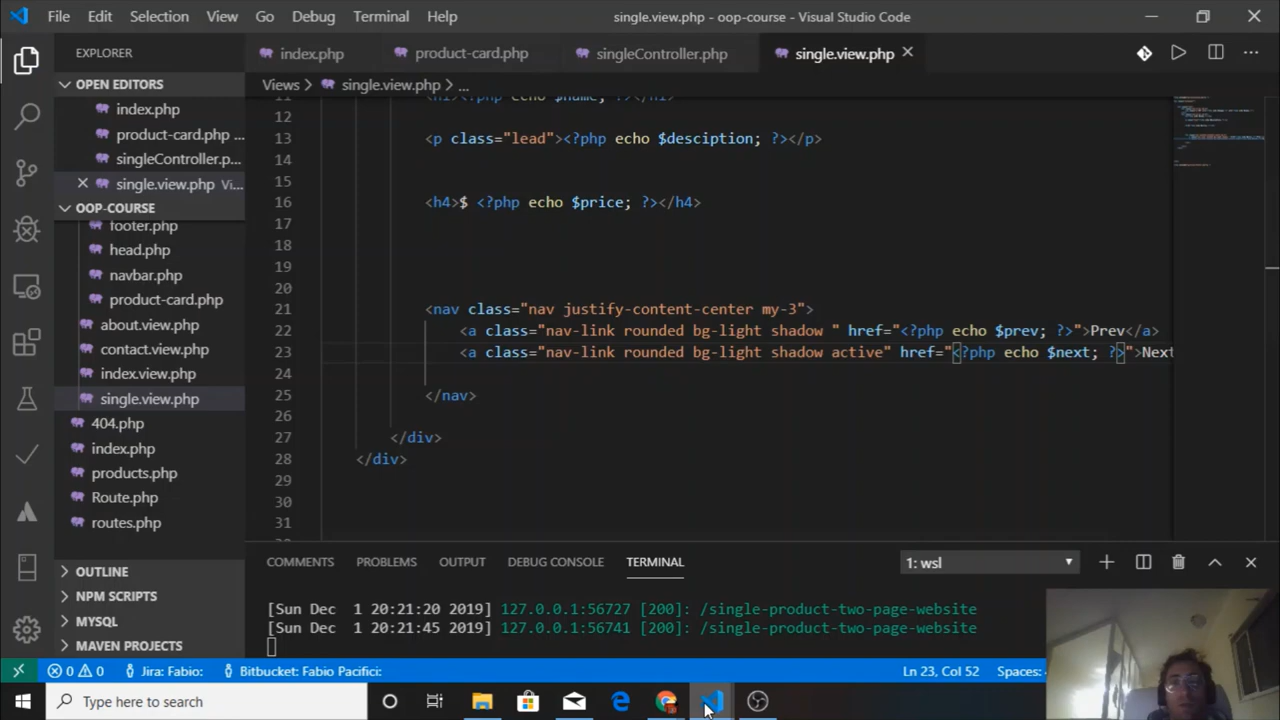 File Edit Selection View Go Debug Terminal Help
single.view.php - oop-course - Visual Studio Code
EXPLORER
index.php
product-card.php
singleController.php
single.view.php
OPEN EDITORS
index.php
product-card.php ...
singleController.p...
single.view.php Vi...
OOP-COURSE
footer.php
head.php
navbar.php
product-card.php
about.view.php
contact.view.php
index.view.php
single.view.php
404.php
index.php
products.php
Route.php
routes.php
OUTLINE
NPM SCRIPTS
MYSQL
MAVEN PROJECTS
Views > single.view.php > ...
11 <h1><?php echo $name; ?></h1>
12
13 <p class="lead"><?php echo $desciption; ?></p>
14
15
16 <h4>$ <?php echo $price; ?></h4>
17
18
19
20
21 <nav class="nav justify-content-center my-3">
22 <a class="nav-link rounded bg-light shadow " href="<?php echo $prev; ?>">Prev</a>
23 <a class="nav-link rounded bg-light shadow active" href="<?php echo $next; ?>">Next
24
25 </nav>
26
27 </div>
28 </div>
29
30
31
COMMENTS PROBLEMS OUTPUT DEBUG CONSOLE TERMINAL
1: wsl
[Sun Dec 1 20:21:20 2019] 127.0.0.1:56727 [200]: /single-product-two-page-website
[Sun Dec 1 20:21:45 2019] 127.0.0.1:56741 [200]: /single-product-two-page-website
0 0 Jira: Fabio: Bitbucket: Fabio Pacifici: Ln 23, Col 52 Spaces:
Type here to search